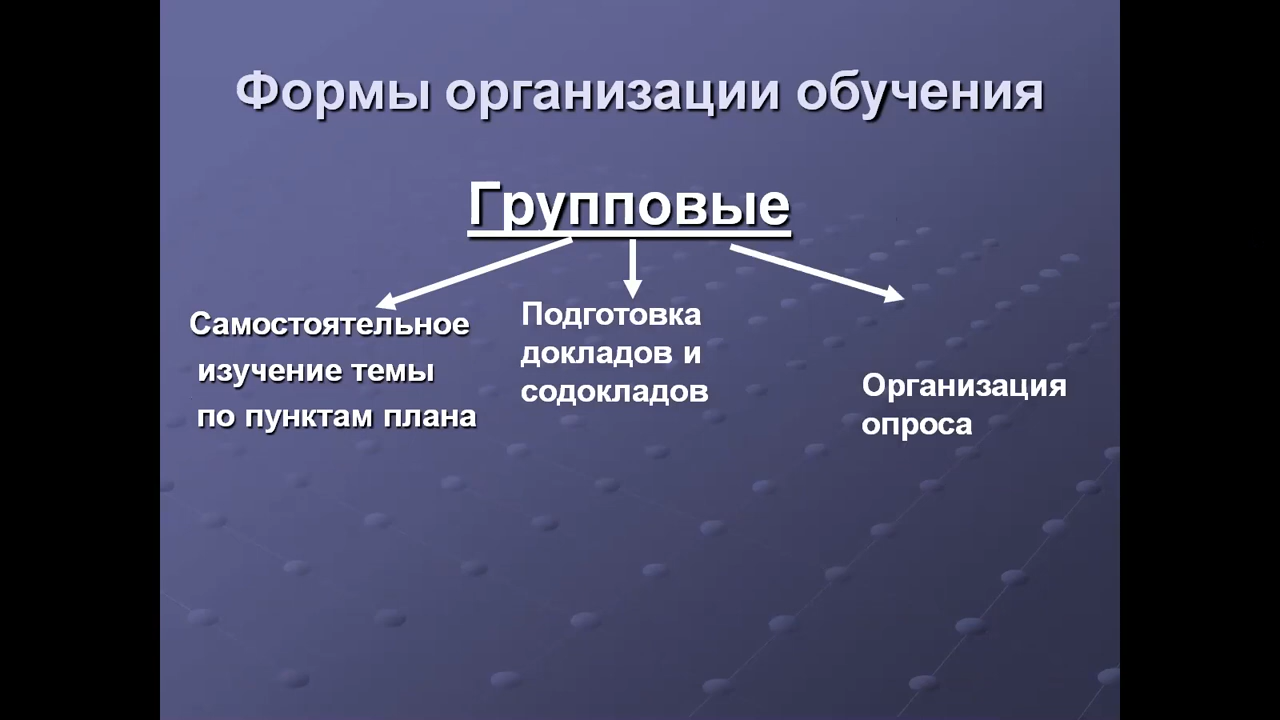 Формы организации обучения
Групповые
Самостоятельное
изучение темы
по пунктам плана
Подготовка
докладов и
содокладов
Организация
опроса